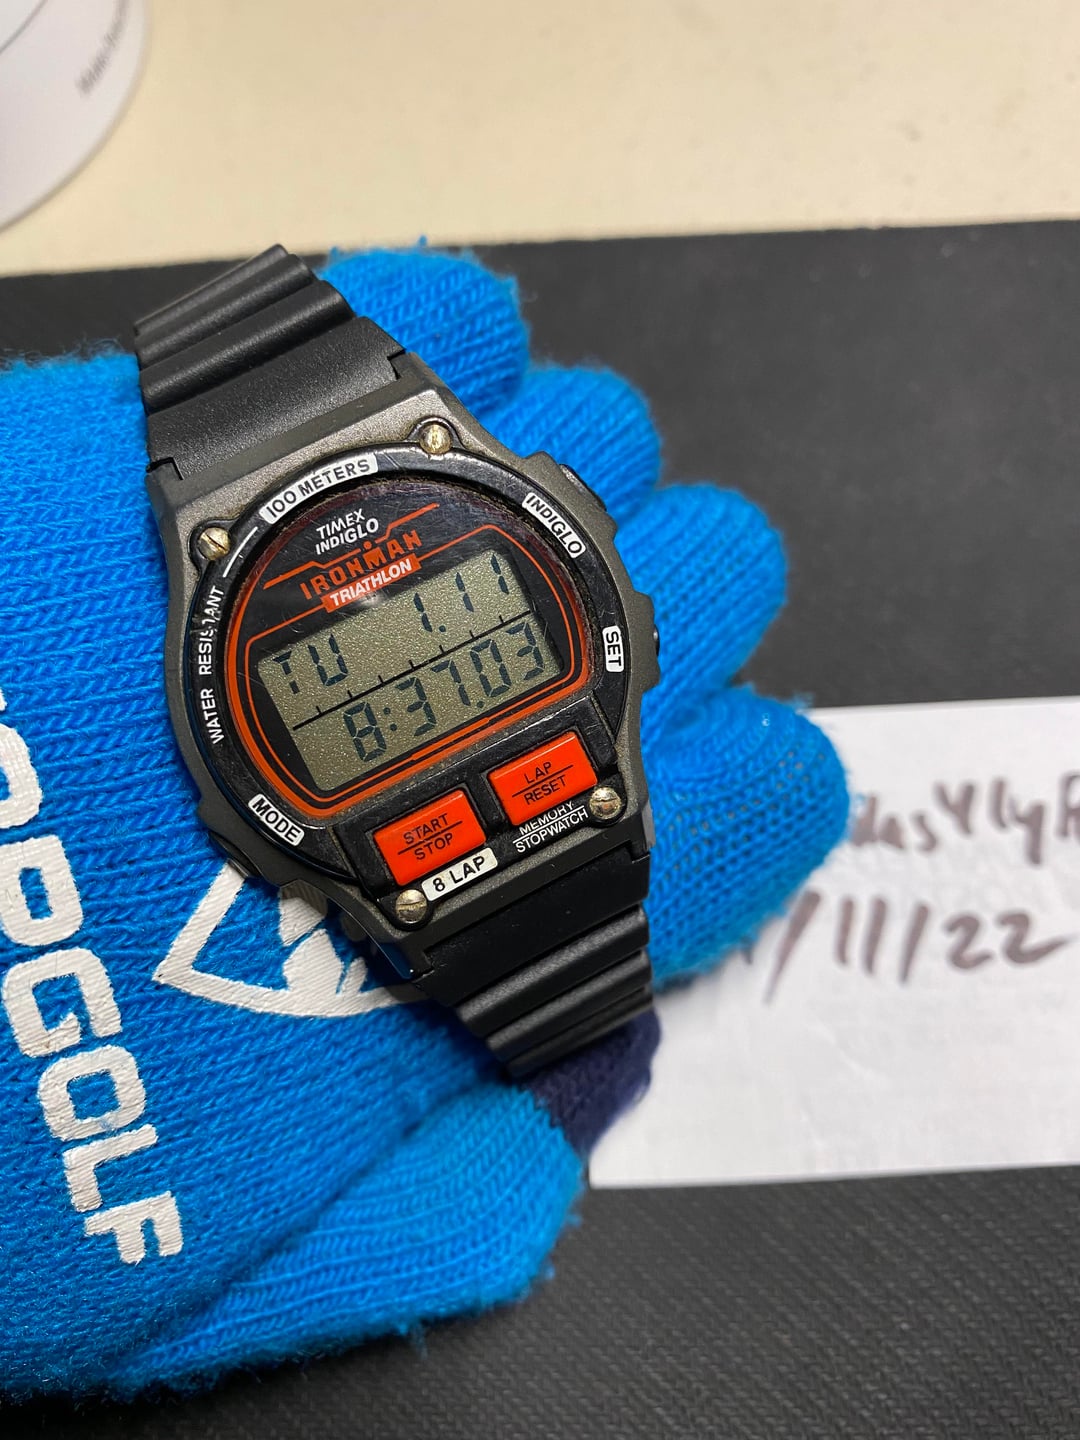 100 METERS
TIMEX
INDIGLO
IRONMAN
TRIATHLON
INDIGLO
WATER RESISTANT
SET
TU 1.11
8:37.03
MODE
START
STOP
LAP
RESET
MEMORY
STOPWATCH
8 LAP
GOLF
/11/22